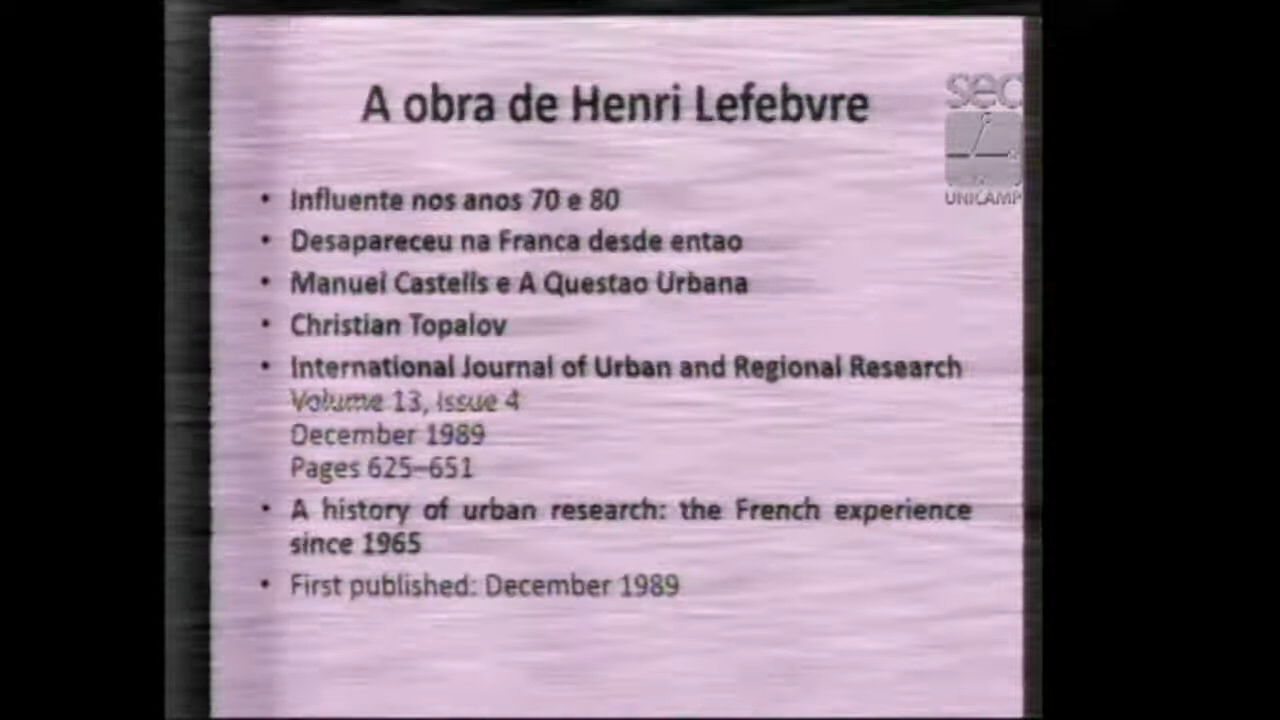 A obra de Henri Lefebvre
sec
UNICAMP
• Influente nos anos 70 e 80
• Desapareceu na Franca desde entao
• Manuel Castells e A Questao Urbana
• Christian Topalov
• International Journal of Urban and Regional Research
Volume 13, Issue 4
December 1989
Pages 625–651
• A history of urban research: the French experience
since 1965
• First published: December 1989